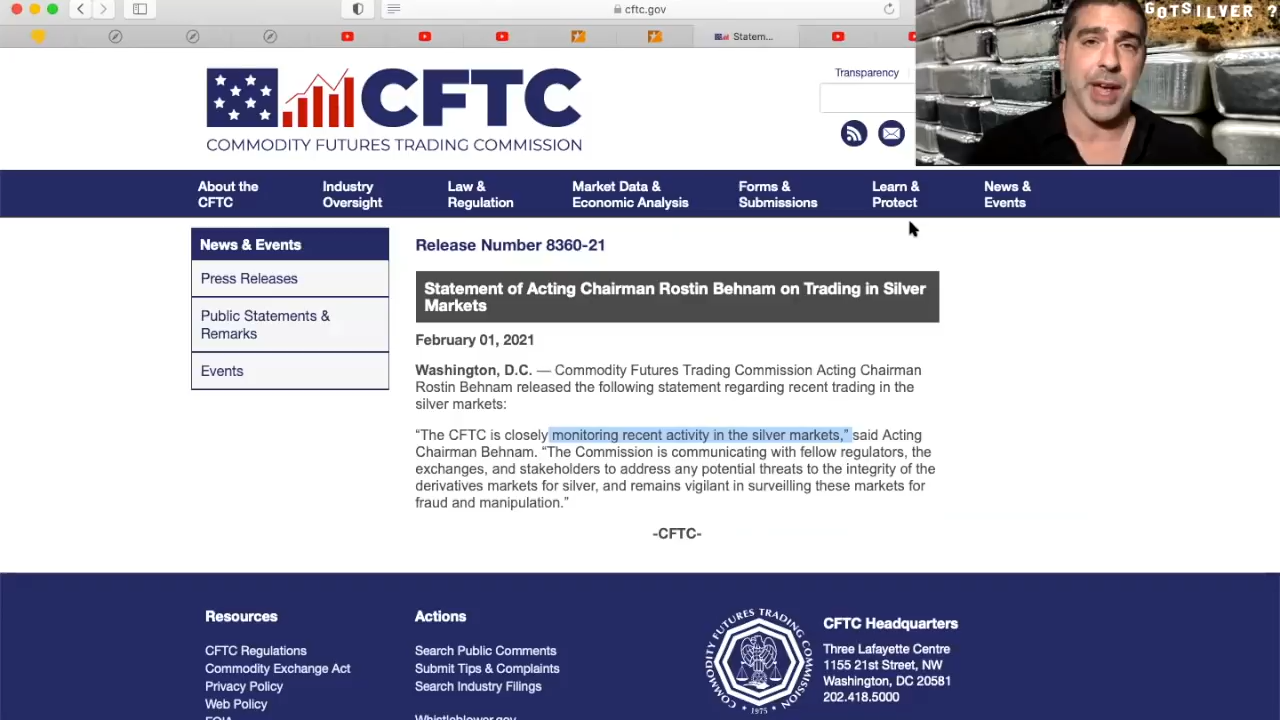 cftc.gov
Statem...
GOTSILVER ?
CFTC
COMMODITY FUTURES TRADING COMMISSION
Transparency
About the
CFTC
Industry
Oversight
Law &
Regulation
Market Data &
Economic Analysis
Forms &
Submissions
Learn &
Protect
News &
Events
News & Events
Press Releases
Public Statements &
Remarks
Events
Release Number 8360-21
Statement of Acting Chairman Rostin Behnam on Trading in Silver
Markets
February 01, 2021
Washington, D.C. — Commodity Futures Trading Commission Acting Chairman
Rostin Behnam released the following statement regarding recent trading in the
silver markets:
“The CFTC is closely monitoring recent activity in the silver markets,” said Acting
Chairman Behnam. “The Commission is communicating with fellow regulators, the
exchanges, and stakeholders to address any potential threats to the integrity of the
derivatives markets for silver, and remains vigilant in surveilling these markets for
fraud and manipulation.”
-CFTC-
Resources
CFTC Regulations
Commodity Exchange Act
Privacy Policy
Web Policy
FOIA
Actions
Search Public Comments
Submit Tips & Complaints
Search Industry Filings
Whistleblower.gov
COMMODITY FUTURES TRADING COMMISSION
1975
CFTC Headquarters
Three Lafayette Centre
1155 21st Street, NW
Washington, DC 20581
202.418.5000